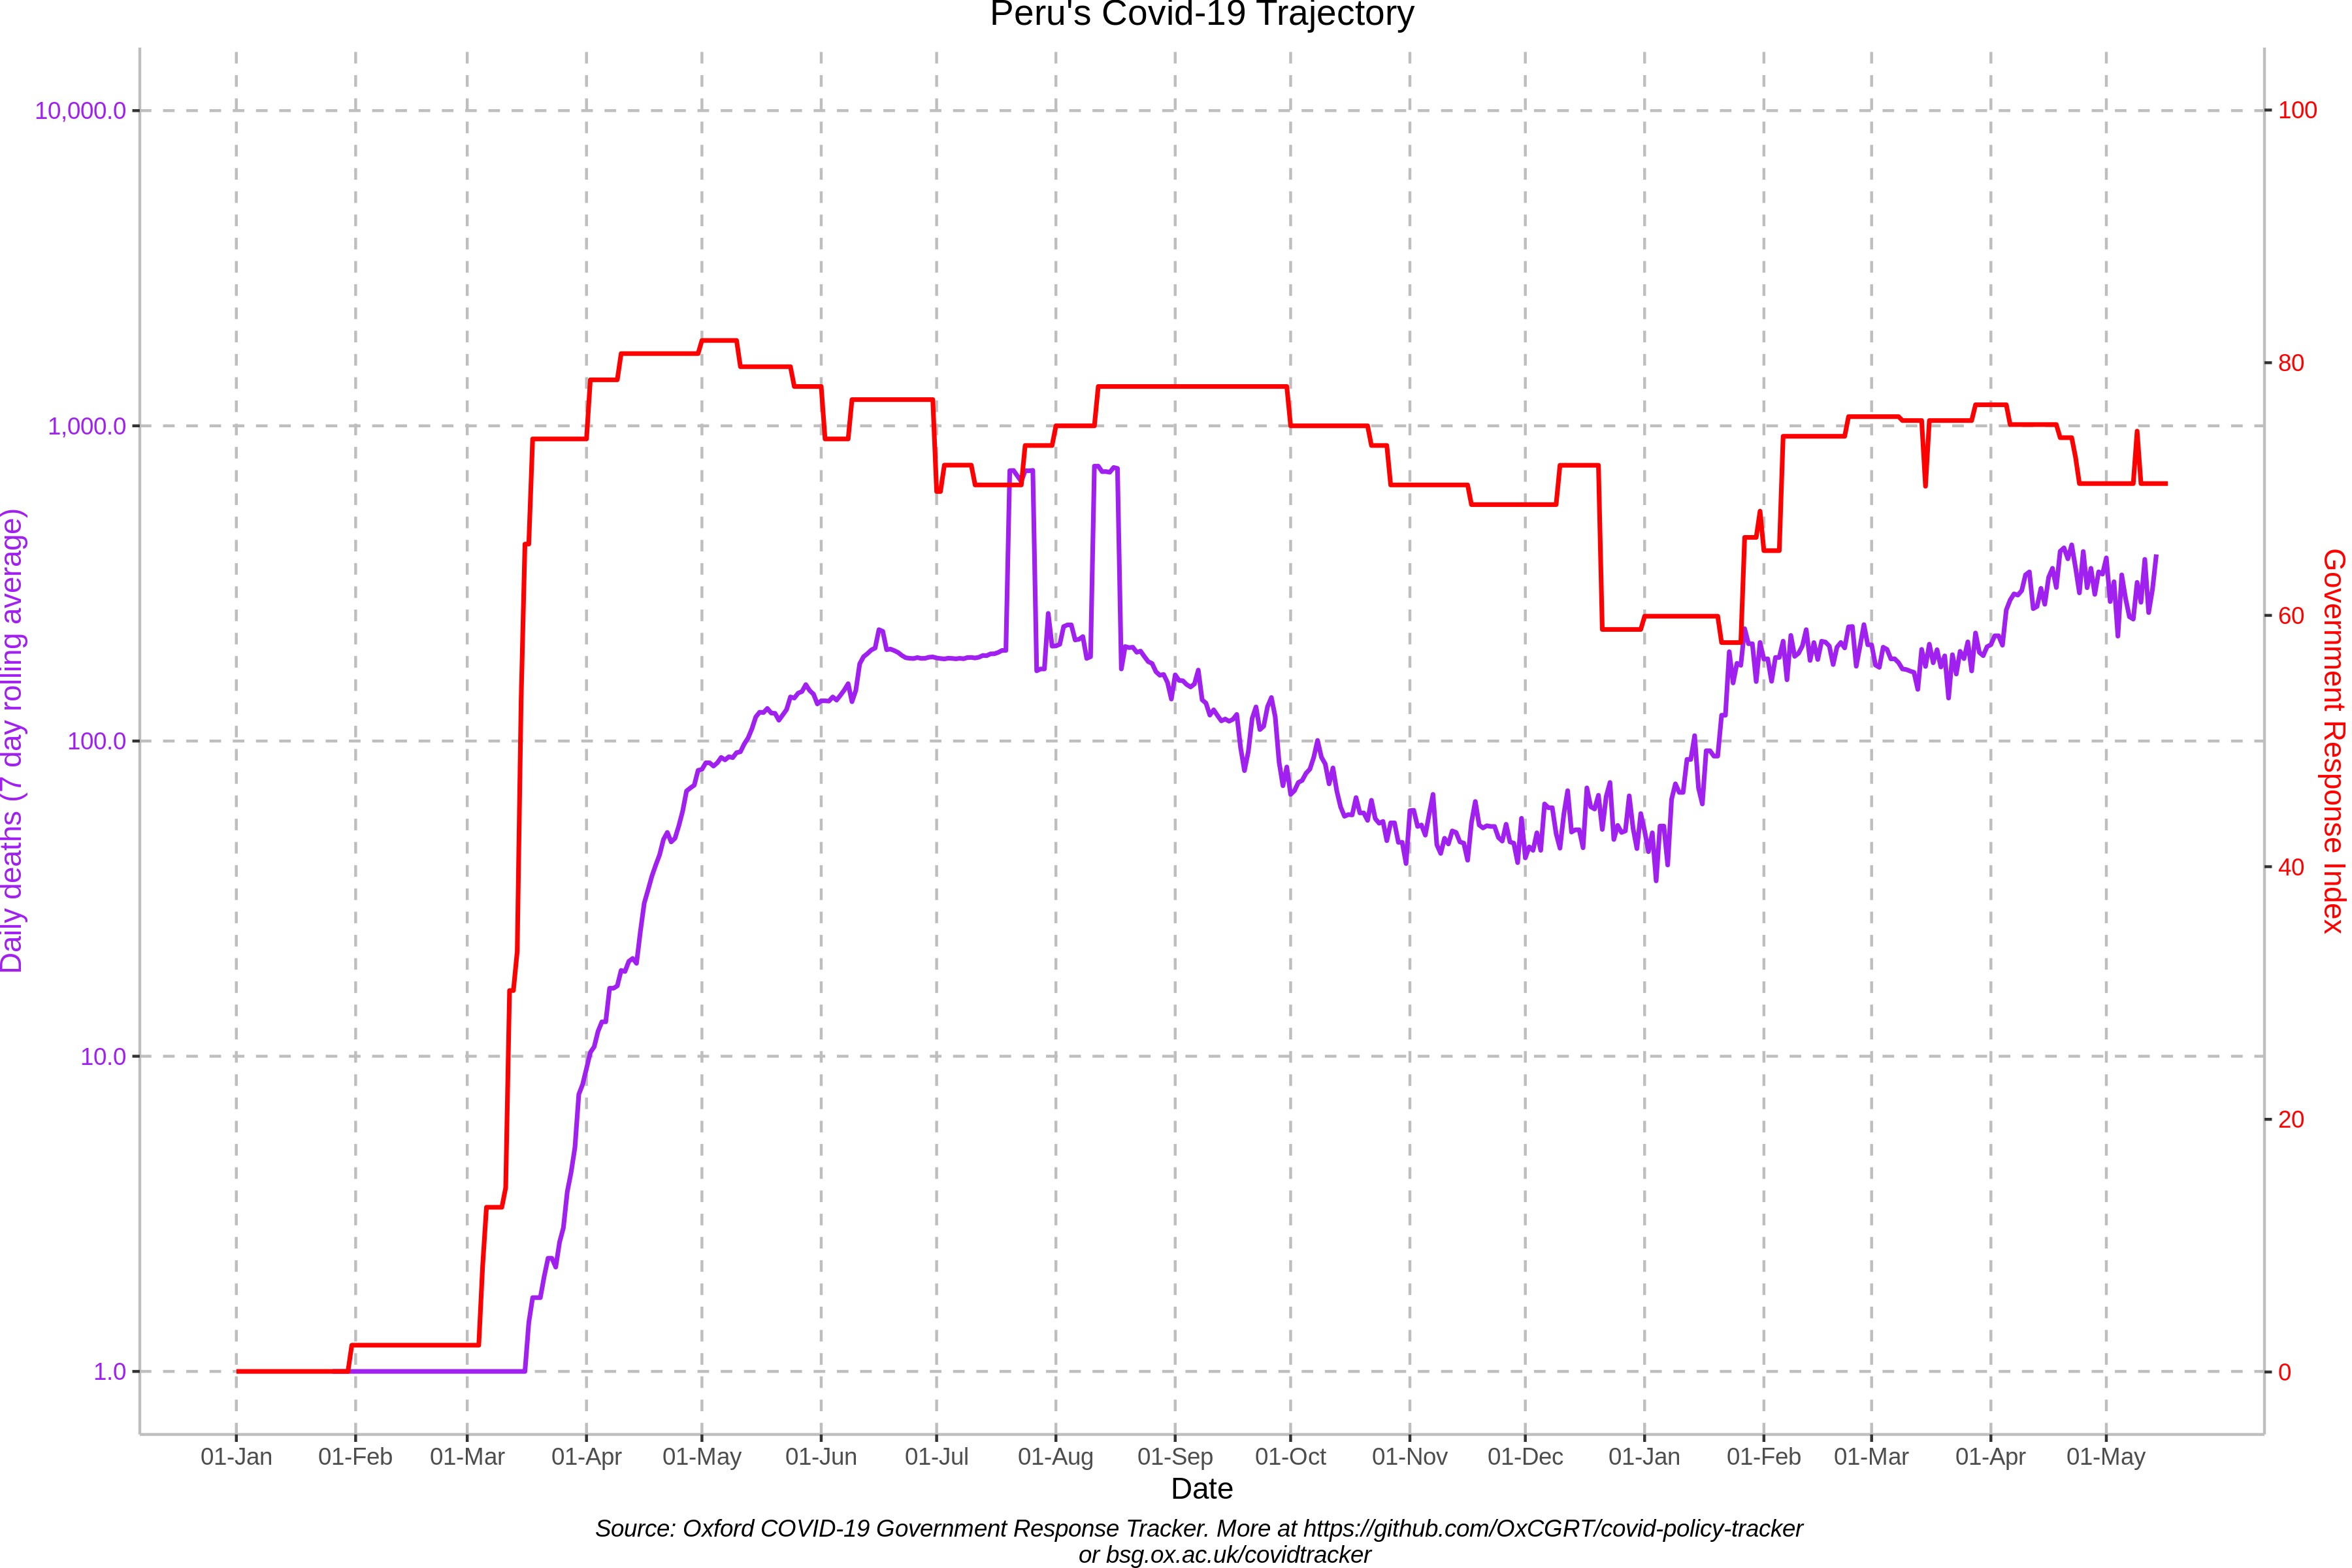 Peru's Covid-19 Trajectory
10,000.0
1,000.0
100.0
10.0
1.0
Daily deaths (7 day rolling average)
100
80
60
40
20
0
Government Response Index
01-Jan 01-Feb 01-Mar 01-Apr 01-May 01-Jun 01-Jul 01-Aug 01-Sep 01-Oct 01-Nov 01-Dec 01-Jan 01-Feb 01-Mar 01-Apr 01-May
Date
Source: Oxford COVID-19 Government Response Tracker. More at https://github.com/OxCGRT/covid-policy-tracker
or bsg.ox.ac.uk/covidtracker